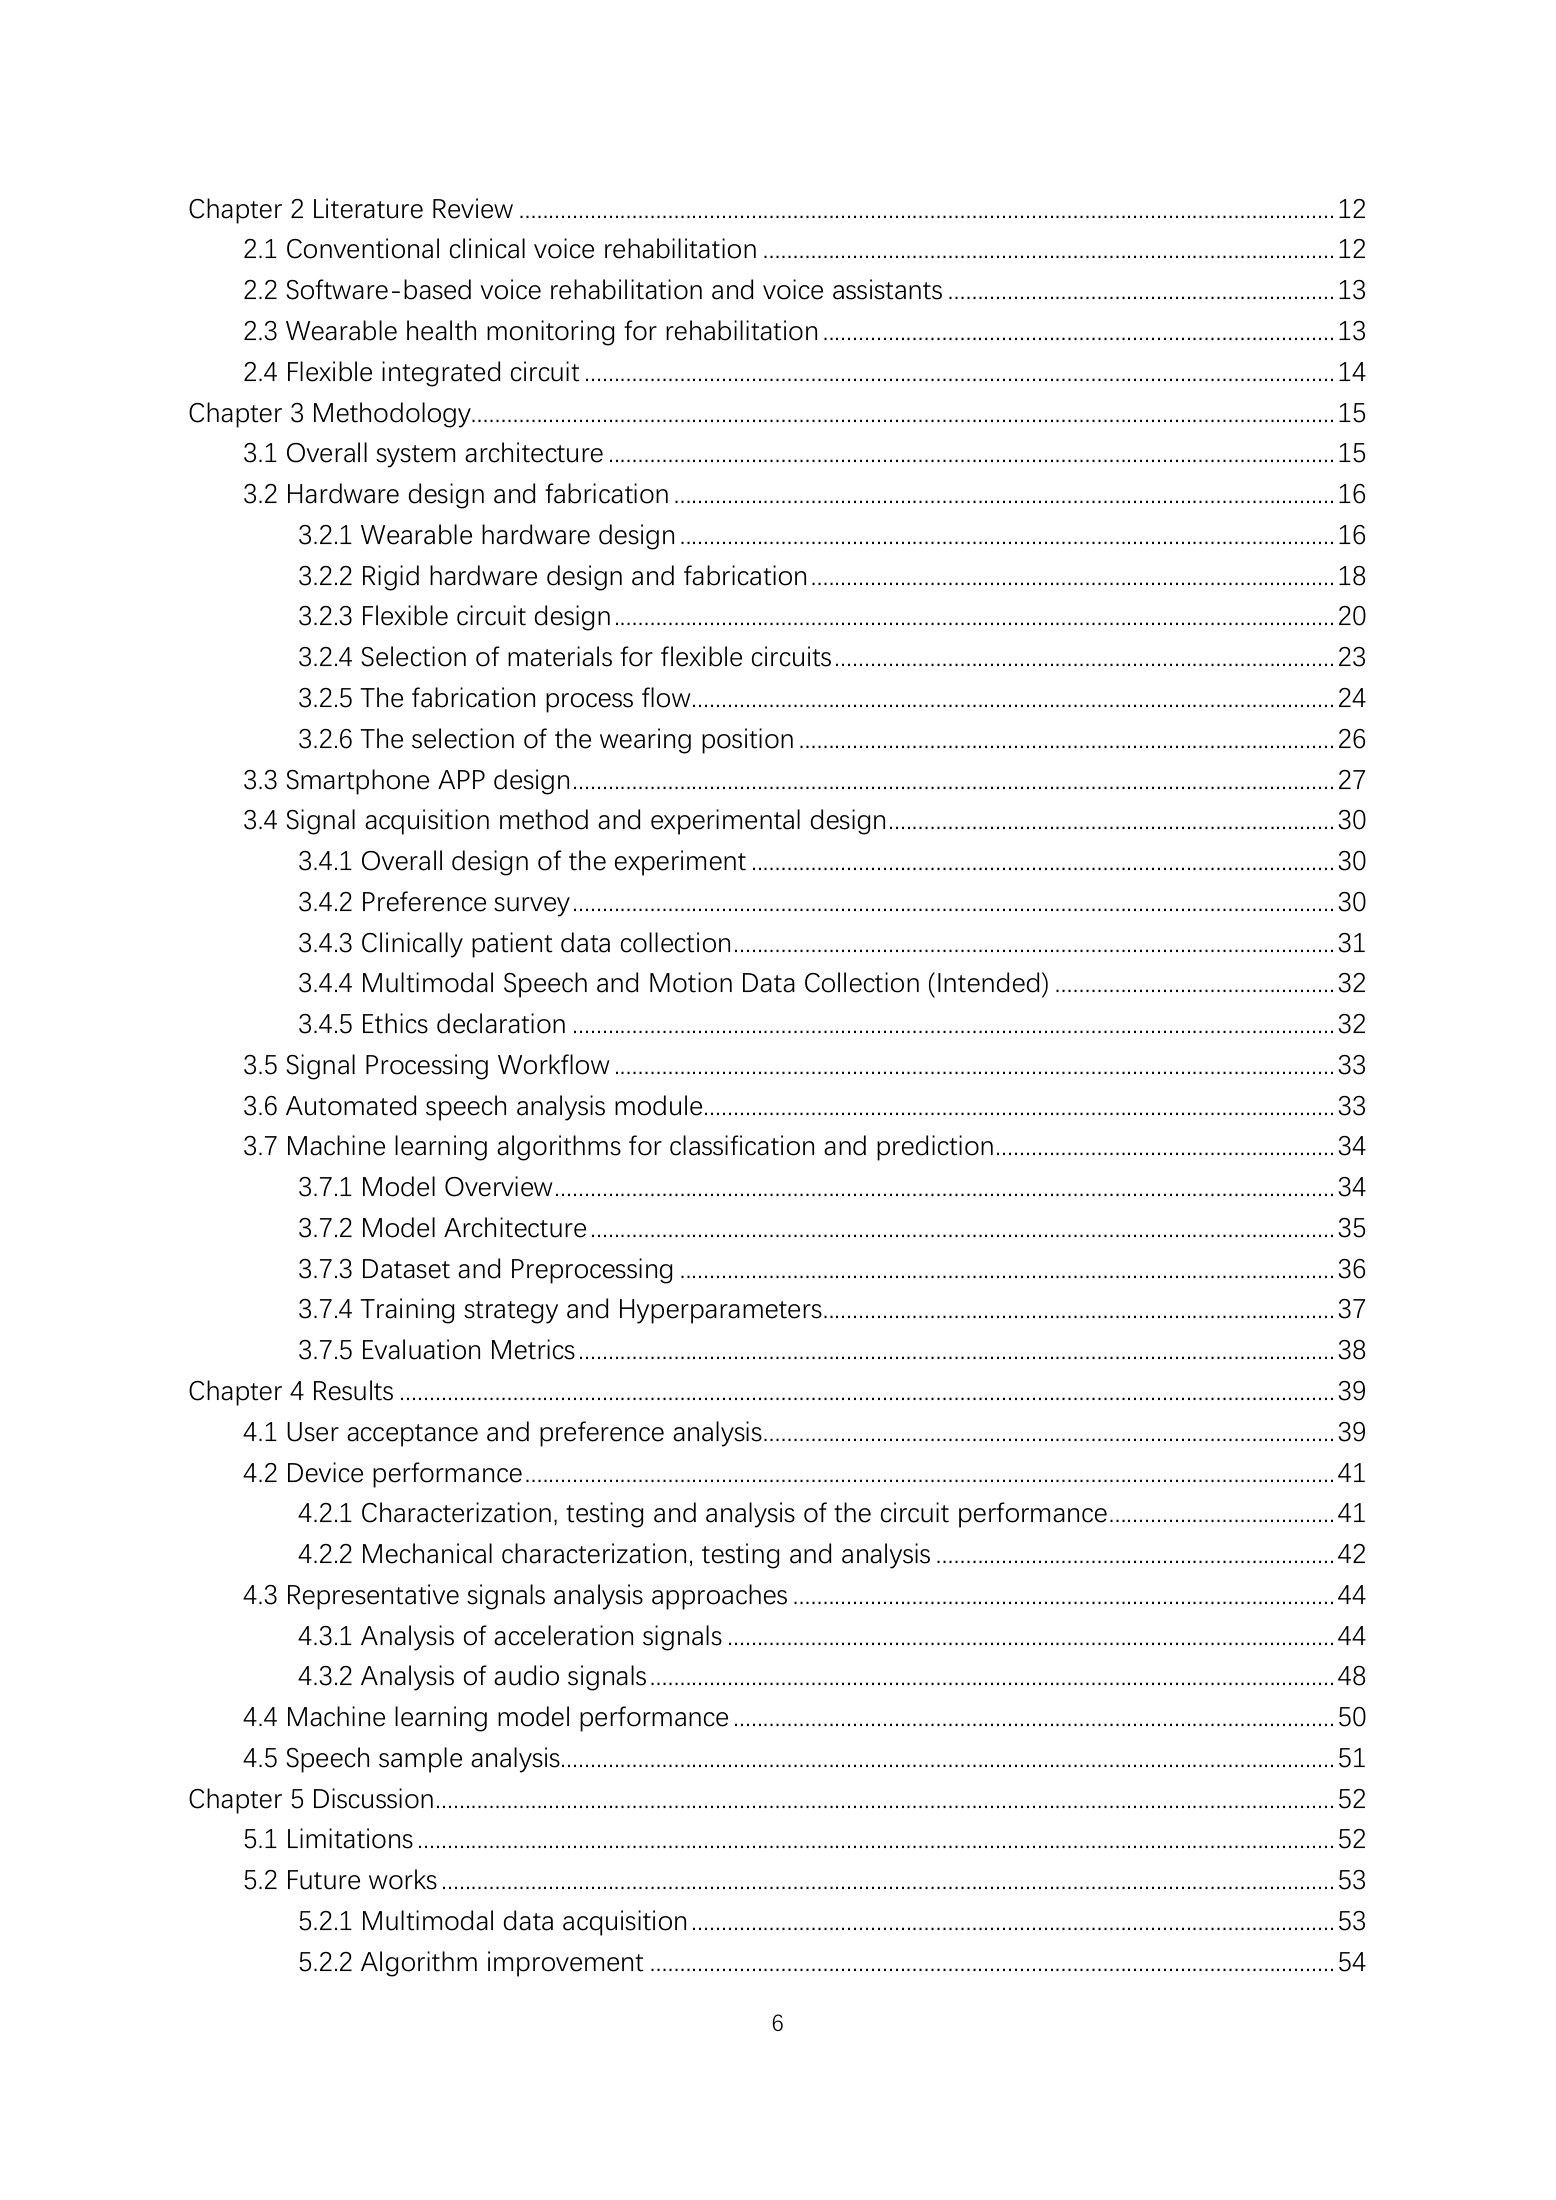 Chapter 2 Literature Review ........ 12
2.1 Conventional clinical voice rehabilitation ........ 12
2.2 Software-based voice rehabilitation and voice assistants ........ 13
2.3 Wearable health monitoring for rehabilitation ........ 13
2.4 Flexible integrated circuit ........ 14
Chapter 3 Methodology ........ 15
3.1 Overall system architecture ........ 15
3.2 Hardware design and fabrication ........ 16
3.2.1 Wearable hardware design ........ 16
3.2.2 Rigid hardware design and fabrication ........ 18
3.2.3 Flexible circuit design ........ 20
3.2.4 Selection of materials for flexible circuits ........ 23
3.2.5 The fabrication process flow ........ 24
3.2.6 The selection of the wearing position ........ 26
3.3 Smartphone APP design ........ 27
3.4 Signal acquisition method and experimental design ........ 30
3.4.1 Overall design of the experiment ........ 30
3.4.2 Preference survey ........ 30
3.4.3 Clinically patient data collection ........ 31
3.4.4 Multimodal Speech and Motion Data Collection (Intended) ........ 32
3.4.5 Ethics declaration ........ 32
3.5 Signal Processing Workflow ........ 33
3.6 Automated speech analysis module ........ 33
3.7 Machine learning algorithms for classification and prediction ........ 34
3.7.1 Model Overview ........ 34
3.7.2 Model Architecture ........ 35
3.7.3 Dataset and Preprocessing ........ 36
3.7.4 Training strategy and Hyperparameters ........ 37
3.7.5 Evaluation Metrics ........ 38
Chapter 4 Results ........ 39
4.1 User acceptance and preference analysis ........ 39
4.2 Device performance ........ 41
4.2.1 Characterization, testing and analysis of the circuit performance ........ 41
4.2.2 Mechanical characterization, testing and analysis ........ 42
4.3 Representative signals analysis approaches ........ 44
4.3.1 Analysis of acceleration signals ........ 44
4.3.2 Analysis of audio signals ........ 48
4.4 Machine learning model performance ........ 50
4.5 Speech sample analysis ........ 51
Chapter 5 Discussion ........ 52
5.1 Limitations ........ 52
5.2 Future works ........ 53
5.2.1 Multimodal data acquisition ........ 53
5.2.2 Algorithm improvement ........ 54
6